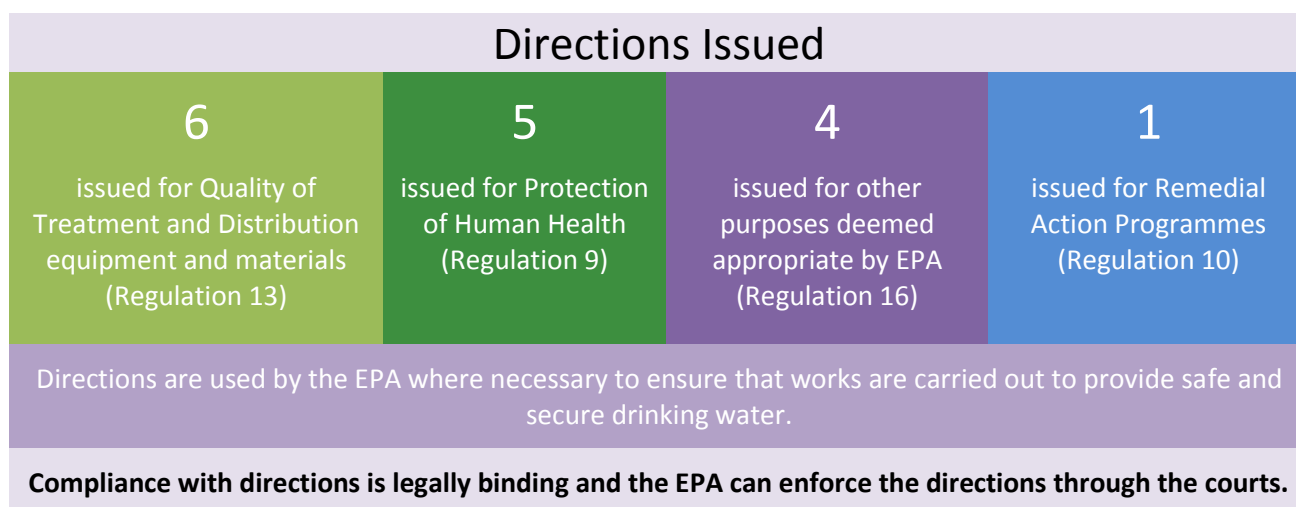 Directions Issued
6
issued for Quality of
Treatment and Distribution
equipment and materials
(Regulation 13)
5
issued for Protection
of Human Health
(Regulation 9)
4
issued for other
purposes deemed
appropriate by EPA
(Regulation 16)
1
issued for Remedial
Action Programmes
(Regulation 10)
Directions are used by the EPA where necessary to ensure that works are carried out to provide safe and
secure drinking water.
Compliance with directions is legally binding and the EPA can enforce the directions through the courts.